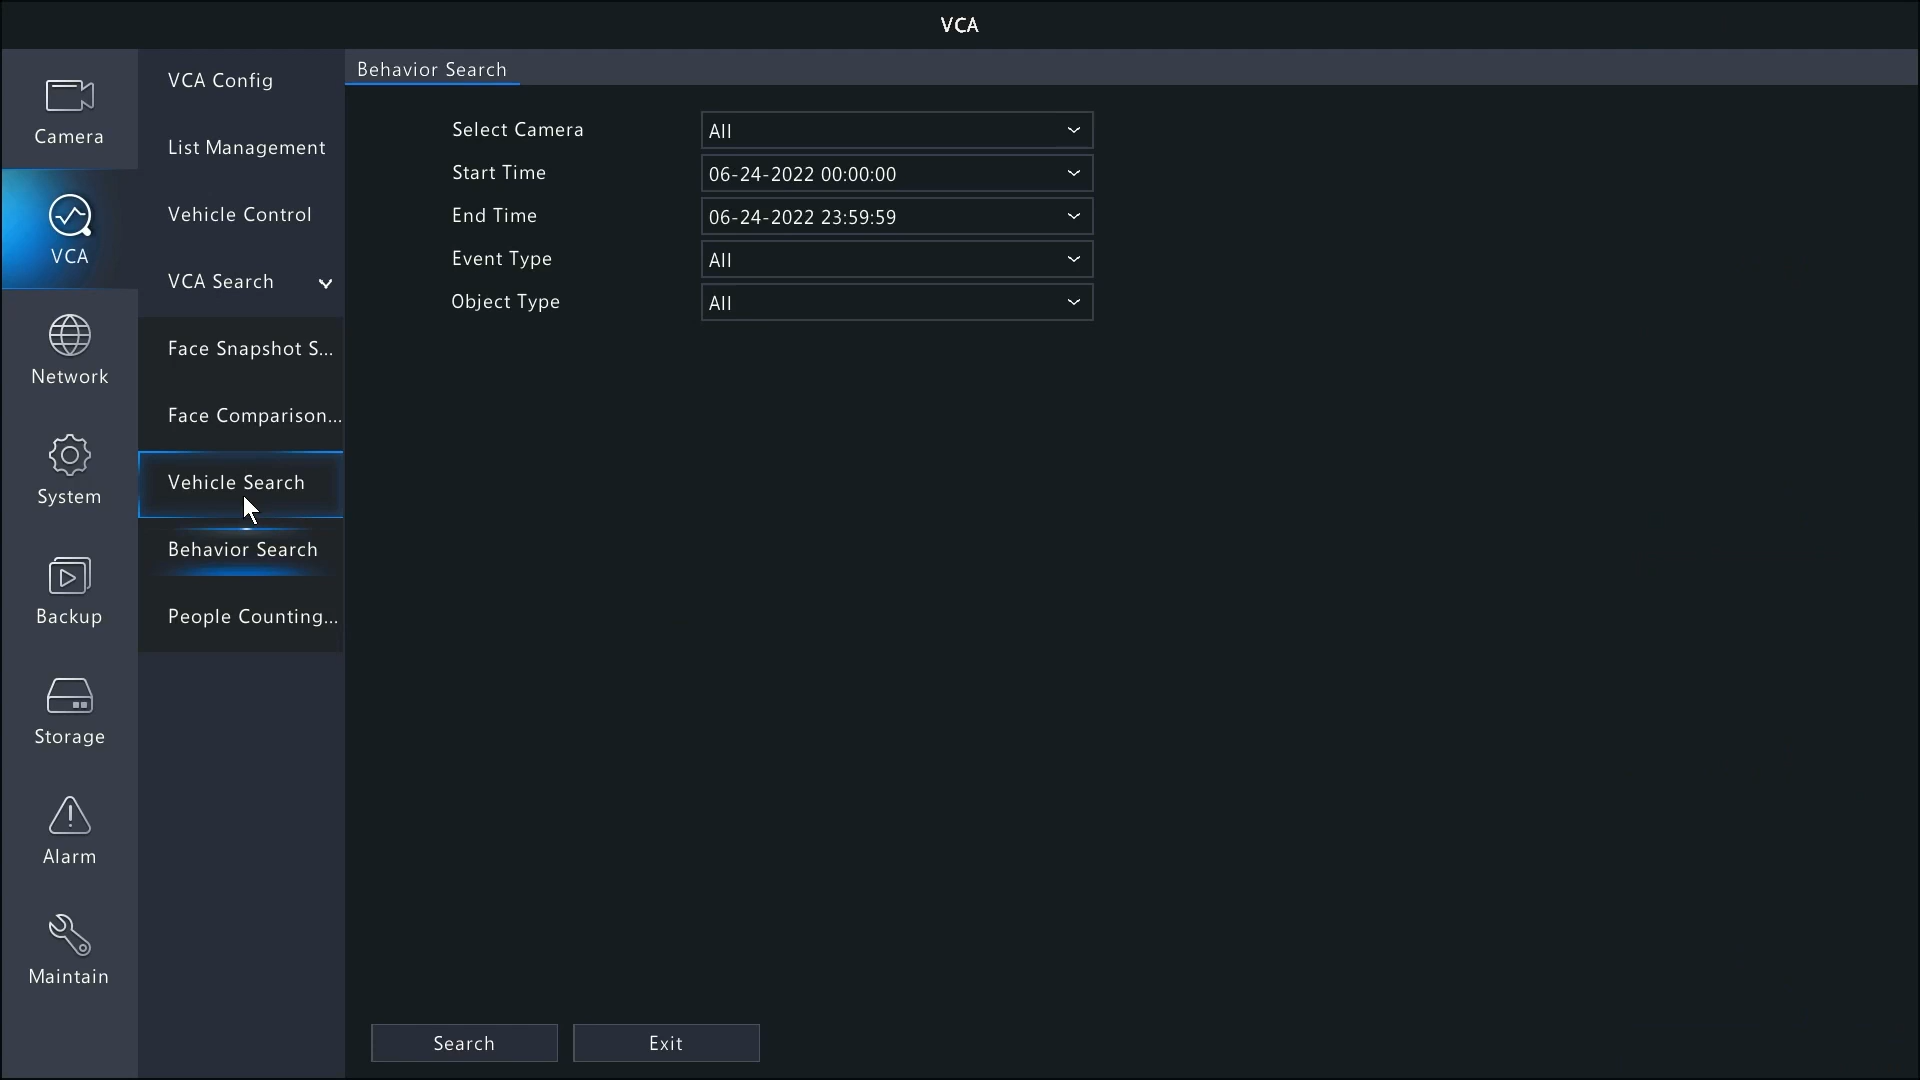 VCA
Camera
VCA
Network
System
Backup
Storage
Alarm
Maintain
VCA Config
List Management
Vehicle Control
VCA Search
Face Snapshot S...
Face Comparison...
Vehicle Search
Behavior Search
People Counting...
Behavior Search
Select Camera All
Start Time 06-24-2022 00:00:00
End Time 06-24-2022 23:59:59
Event Type All
Object Type All
Search Exit